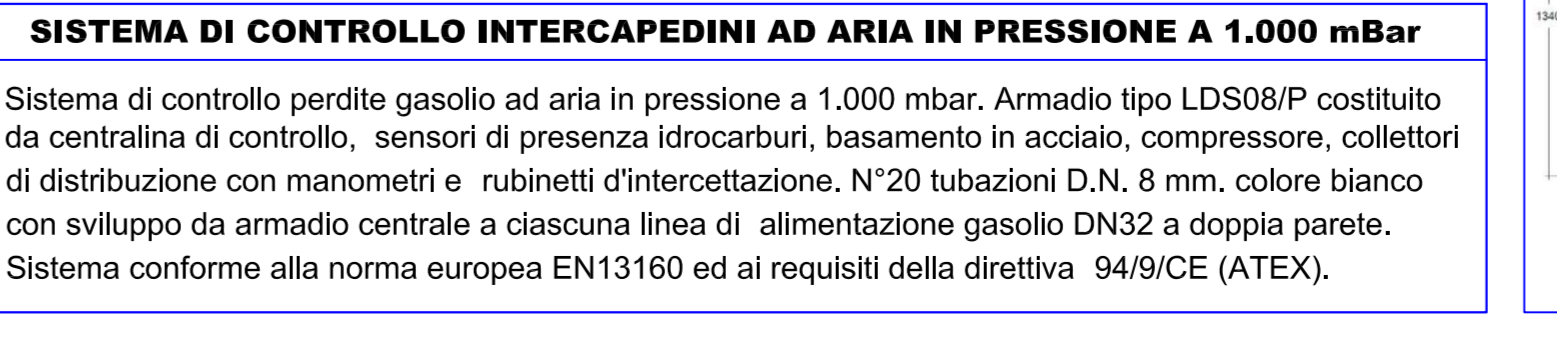 SISTEMA DI CONTROLLO INTERCAPEDINI AD ARIA IN PRESSIONE A 1.000 mBar
Sistema di controllo perdite gasolio ad aria in pressione a 1.000 mbar. Armadio tipo LDS08/P costituito
da centralina di controllo, sensori di presenza idrocarburi, basamento in acciaio, compressore, collettori
di distribuzione con manometri e rubinetti d'intercettazione. N°20 tubazioni D.N. 8 mm. colore bianco
con sviluppo da armadio centrale a ciascuna linea di alimentazione gasolio DN32 a doppia parete.
Sistema conforme alla norma europea EN13160 ed ai requisiti della direttiva 94/9/CE (ATEX).